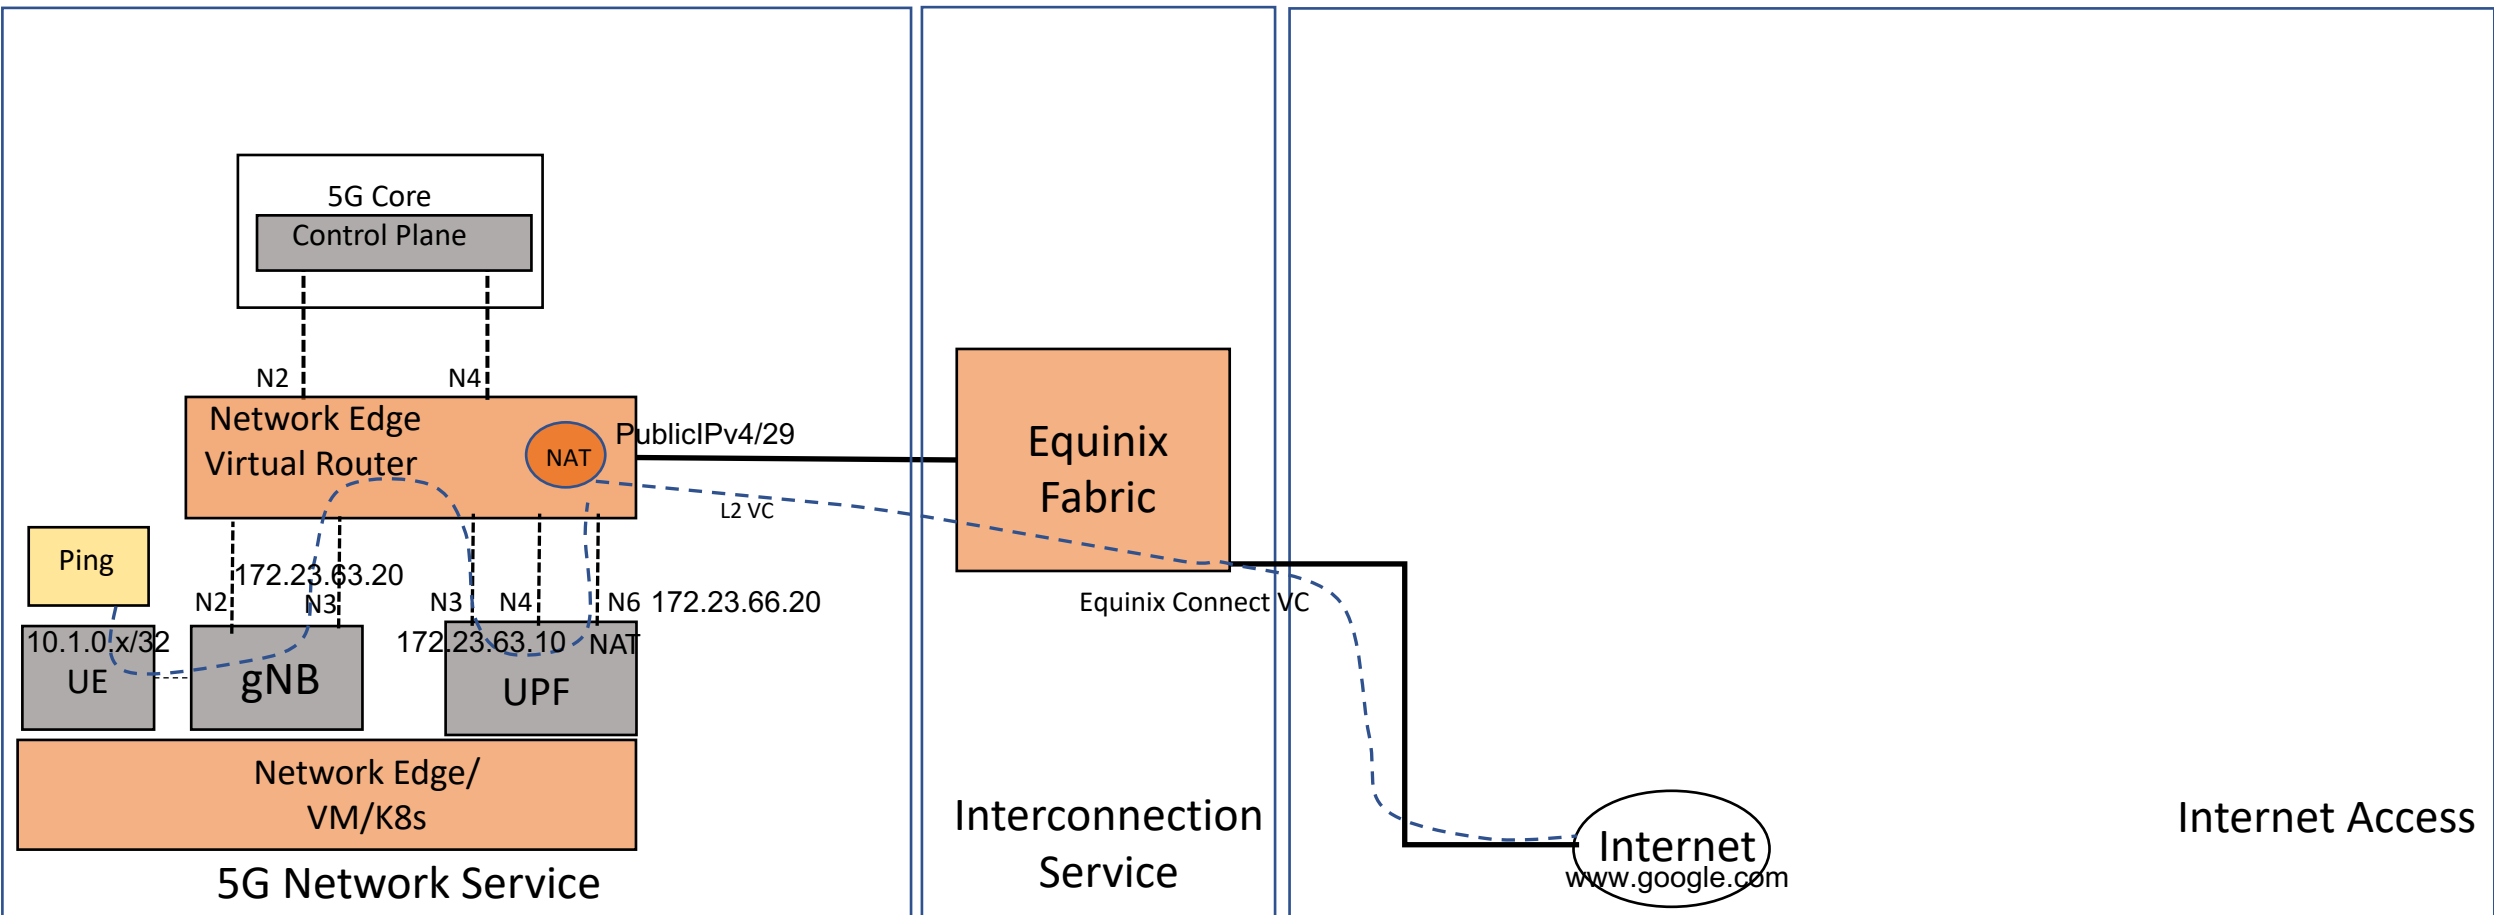 5G Core
Control Plane
N2
N4
Network Edge
Virtual Router
NAT
PublicIPv4/29
L2 VC
Ping
172.23.63.20
N2
N3
N3
N4
N6
172.23.66.20
10.1.0.x/32
UE
gNB
172.23.63.10
NAT
UPF
Network Edge/
VM/K8s
5G Network Service
Equinix
Fabric
Equinix Connect VC
Interconnection
Service
Internet
www.google.com
Internet Access